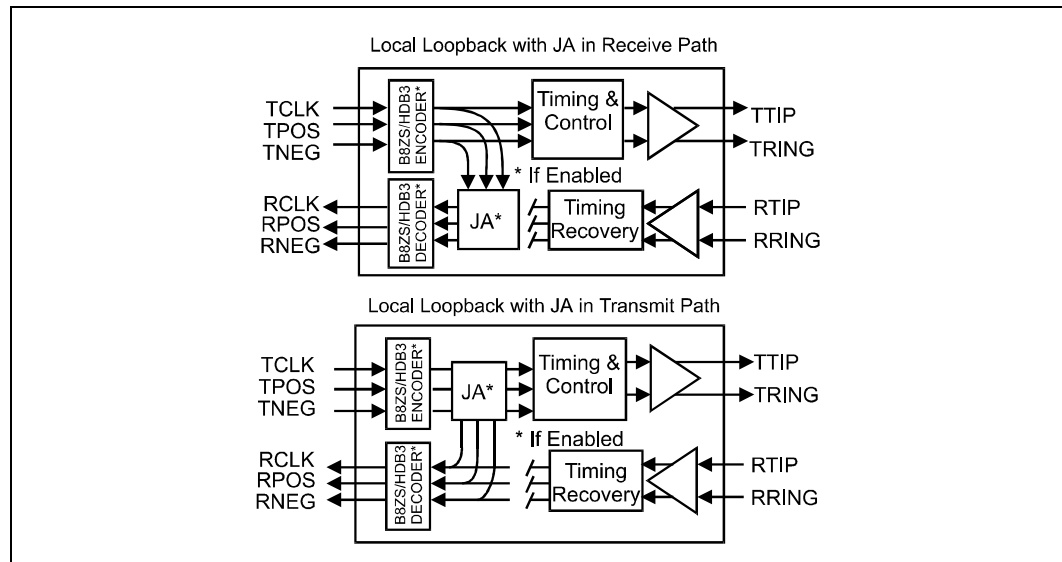 Local Loopback with JA in Receive Path
TCLK
TPOS
TNEG
B8ZS/HDB3
ENCODER*
Timing &
Control
TTIP
TRING
* If Enabled
RCLK
RPOS
RNEG
B8ZS/HDB3
DECODER*
JA*
Timing
Recovery
RTIP
RRING
Local Loopback with JA in Transmit Path
TCLK
TPOS
TNEG
B8ZS/HDB3
ENCODER*
JA*
Timing &
Control
TTIP
TRING
* If Enabled
RCLK
RPOS
RNEG
B8ZS/HDB3
DECODER*
Timing
Recovery
RTIP
RRING